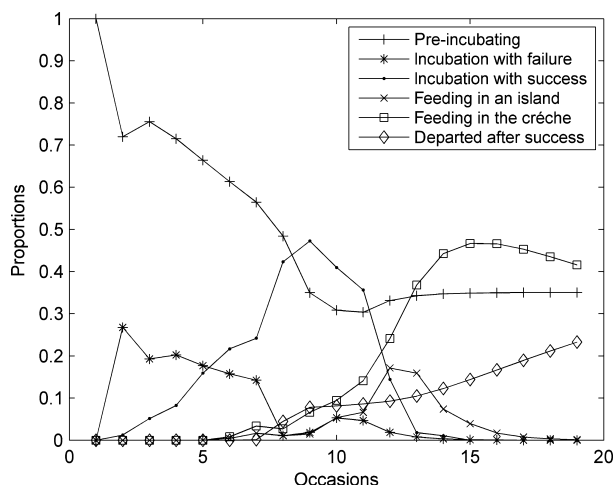 1
0.9
0.8
0.7
0.6
0.5
0.4
0.3
0.2
0.1
0
Proportions
Pre-incubating
Incubation with failure
Incubation with success
Feeding in an island
Feeding in the créche
Departed after success
0 5 10 15 20
Occasions